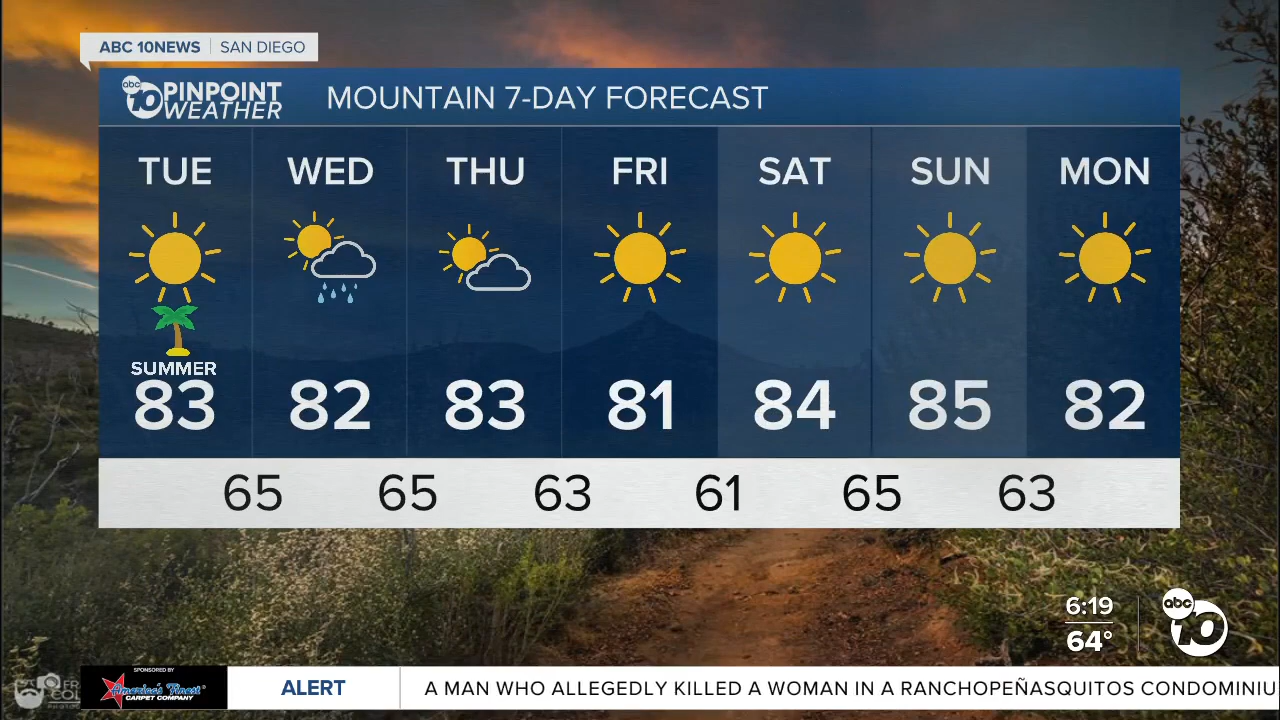 ABC 10NEWS | SAN DIEGO
abc 10 PINPOINT WEATHER
MOUNTAIN 7-DAY FORECAST
TUE WED THU FRI SAT SUN MON
SUMMER
83 82 83 81 84 85 82
65 65 63 61 65 63
6:19
64°
abc 10
SPONSORED BY
America's Finest
CARPET COMPANY
ALERT
A MAN WHO ALLEGEDLY KILLED A WOMAN IN A RANCHOPEÑASQUITOS CONDOMINIU